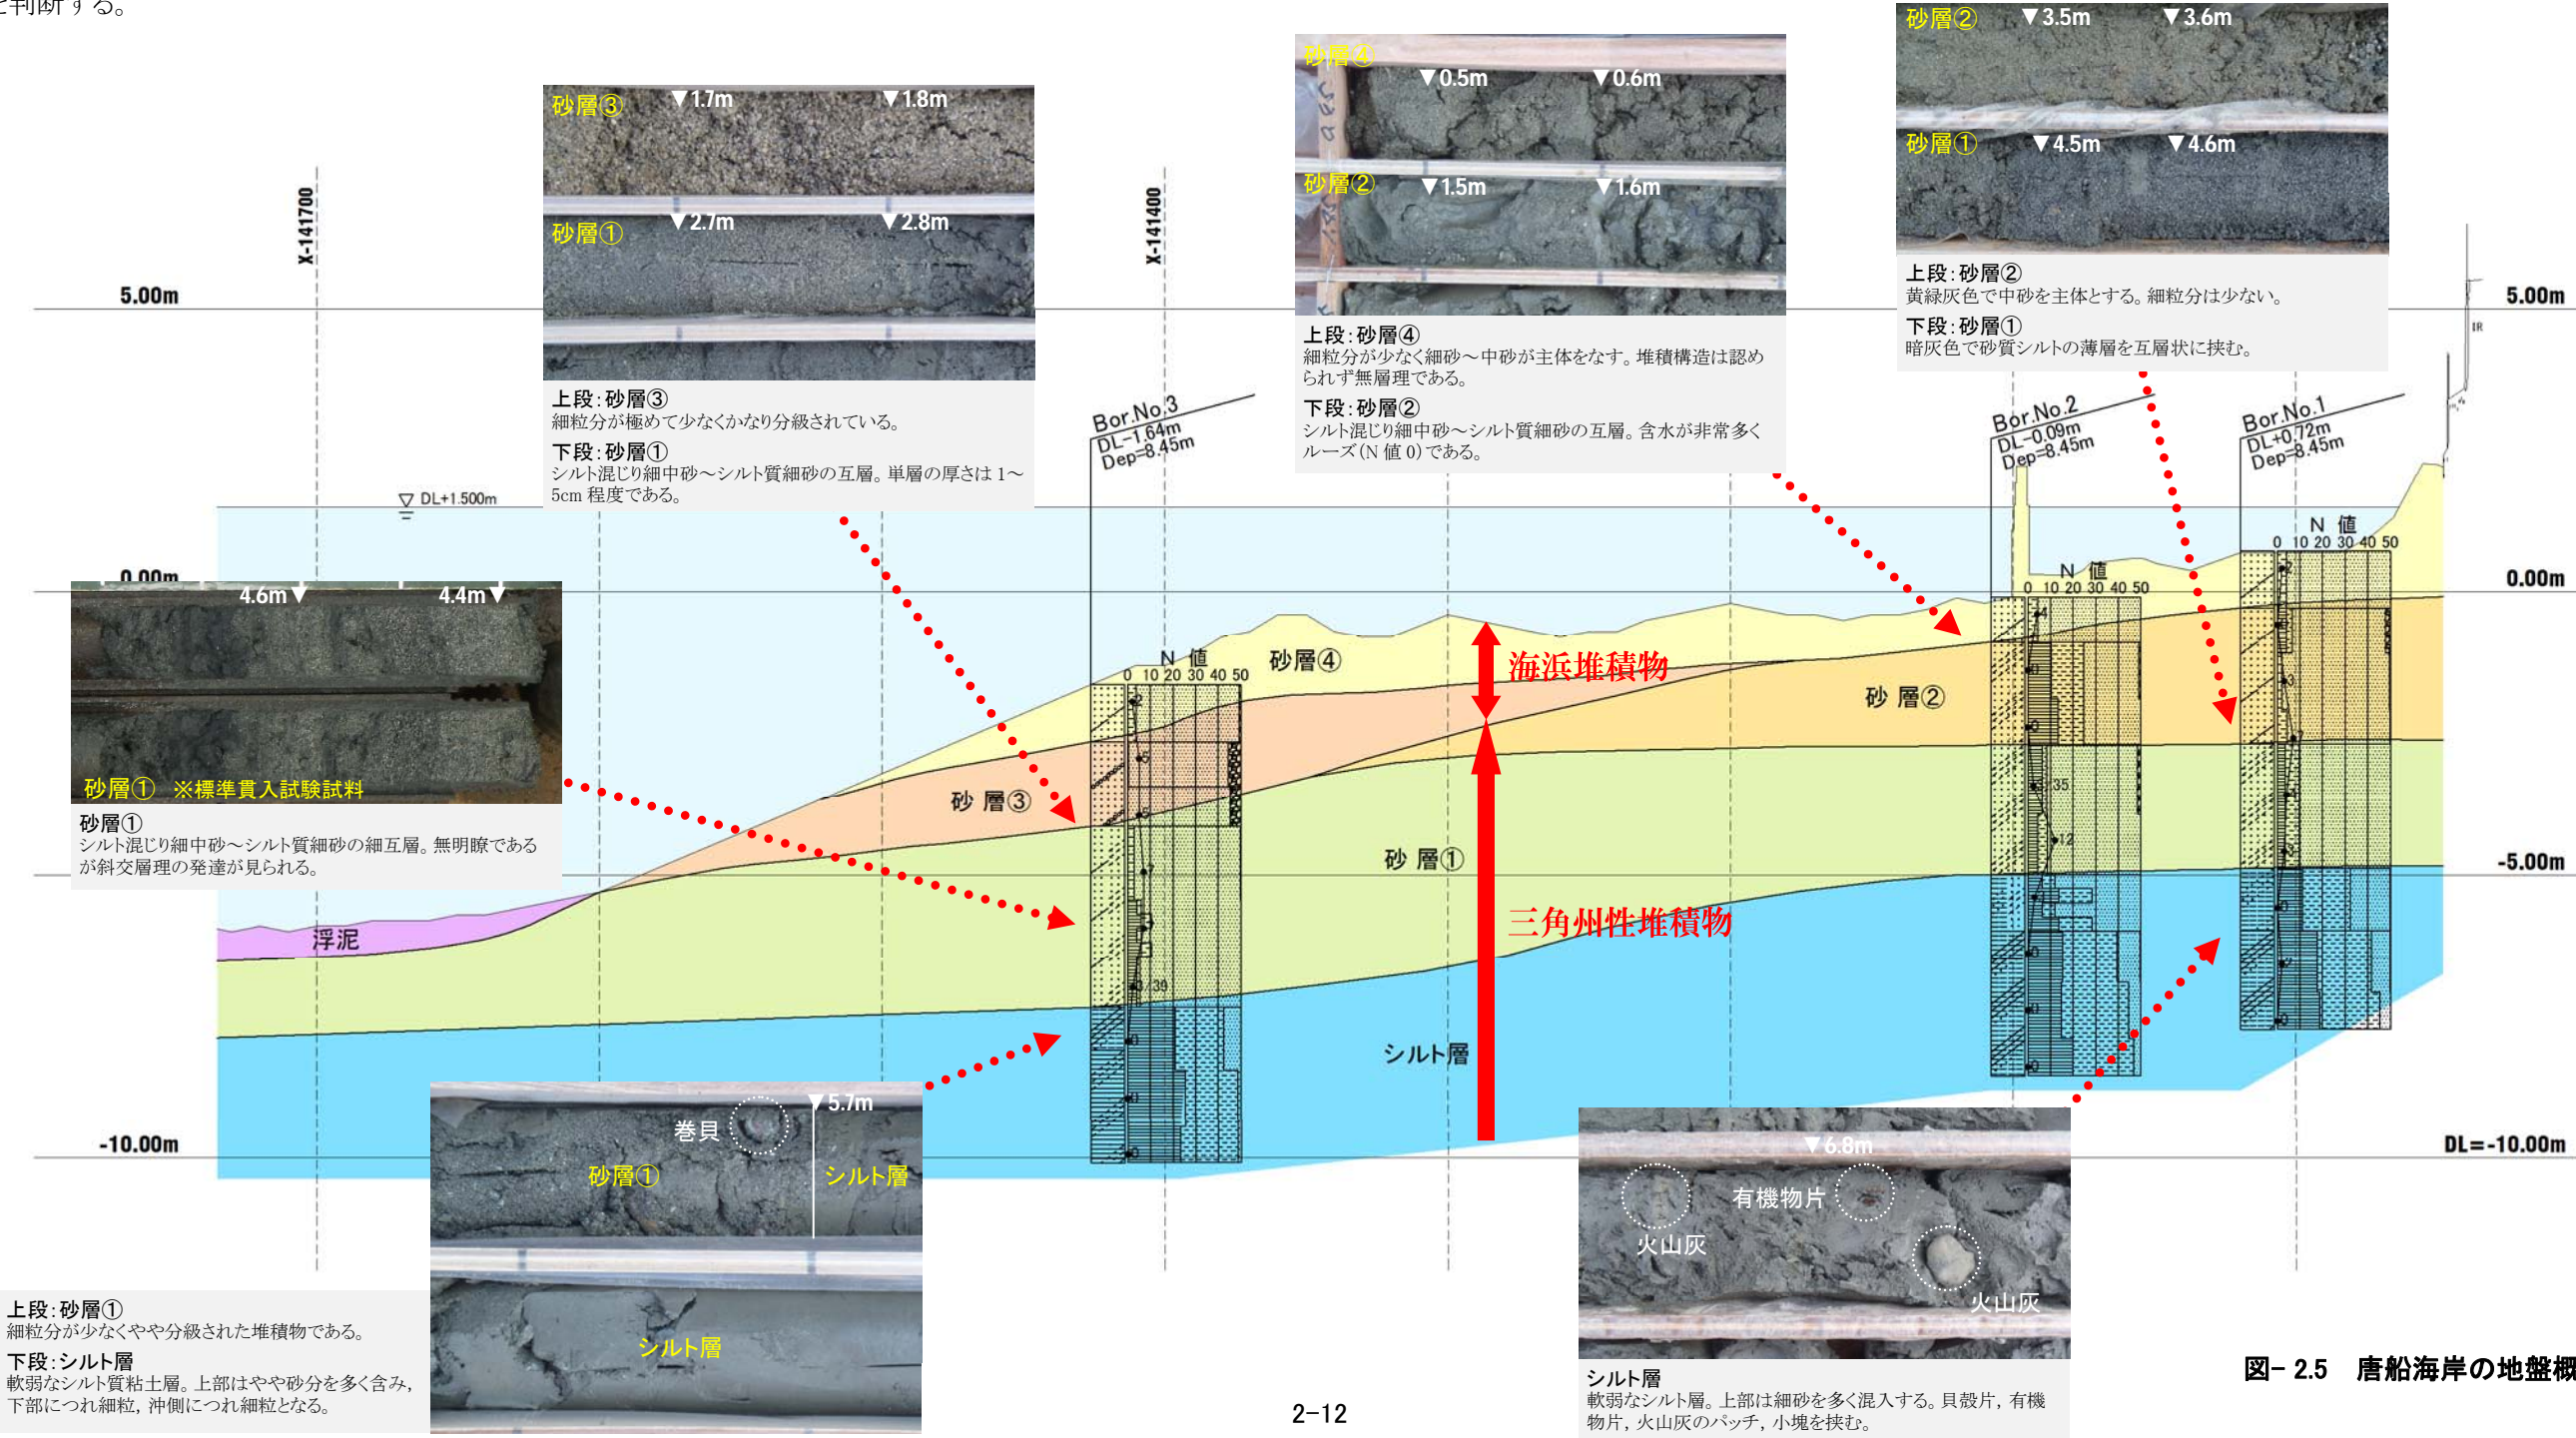 と判断する。
砂層③ ▼1.7m ▼1.8m
砂層① ▼2.7m ▼2.8m
上段:砂層③
細粒分が極めて少なくかなり分級されている。
下段:砂層①
シルト混じり細中砂～シルト質細砂の互層。単層の厚さは 1～
5cm 程度である。
砂層④ ▼0.5m ▼0.6m
砂層② ▼1.5m ▼1.6m
上段:砂層④
細粒分が少なく細砂～中砂が主体をなす。堆積構造は認め
られず無層理である。
下段:砂層②
シルト混じり細中砂～シルト質細砂の互層。含水が非常多く
ルーズ(N 値 0)である。
砂層② ▼3.5m ▼3.6m
砂層① ▼4.5m ▼4.6m
上段:砂層②
黄緑灰色で中砂を主体とする。細粒分は少ない。
下段:砂層①
暗灰色で砂質シルトの薄層を互層状に挟む。
X-141700
X-141400
5.00m
5.00m
▽ DL+1.500m
Bor.No.3
DL-1.64m
Dep=8.45m
Bor.No.2
DL-0.09m
Dep=8.45m
Bor.No.1
DL+0.72m
Dep=8.45m
N 値
0 10 20 30 40 50
N 値
0 10 20 30 40 50
N 値
0 10 20 30 40 50
0.00m
0.00m
4.6m▼ 4.4m▼
砂層① ※標準貫入試験試料
砂層①
シルト混じり細中砂～シルト質細砂の細互層。無明瞭である
が斜交層理の発達が見られる。
砂層④
海浜堆積物
砂 層②
砂 層③
砂 層①
-5.00m
三角州性堆積物
浮泥
シルト層
-10.00m
DL=-10.00m
▼5.7m
巻貝
砂層①
シルト層
シルト層
上段:砂層①
細粒分が少なくやや分級された堆積物である。
下段:シルト層
軟弱なシルト質粘土層。上部はやや砂分を多く含み,
下部につれ細粒, 沖側につれ細粒となる。
▼6.8m
有機物片
火山灰
火山灰
シルト層
軟弱なシルト層。上部は細砂を多く混入する。貝殻片, 有機
物片, 火山灰のパッチ, 小塊を挟む。
図- 2.5 唐船海岸の地盤概
2-12